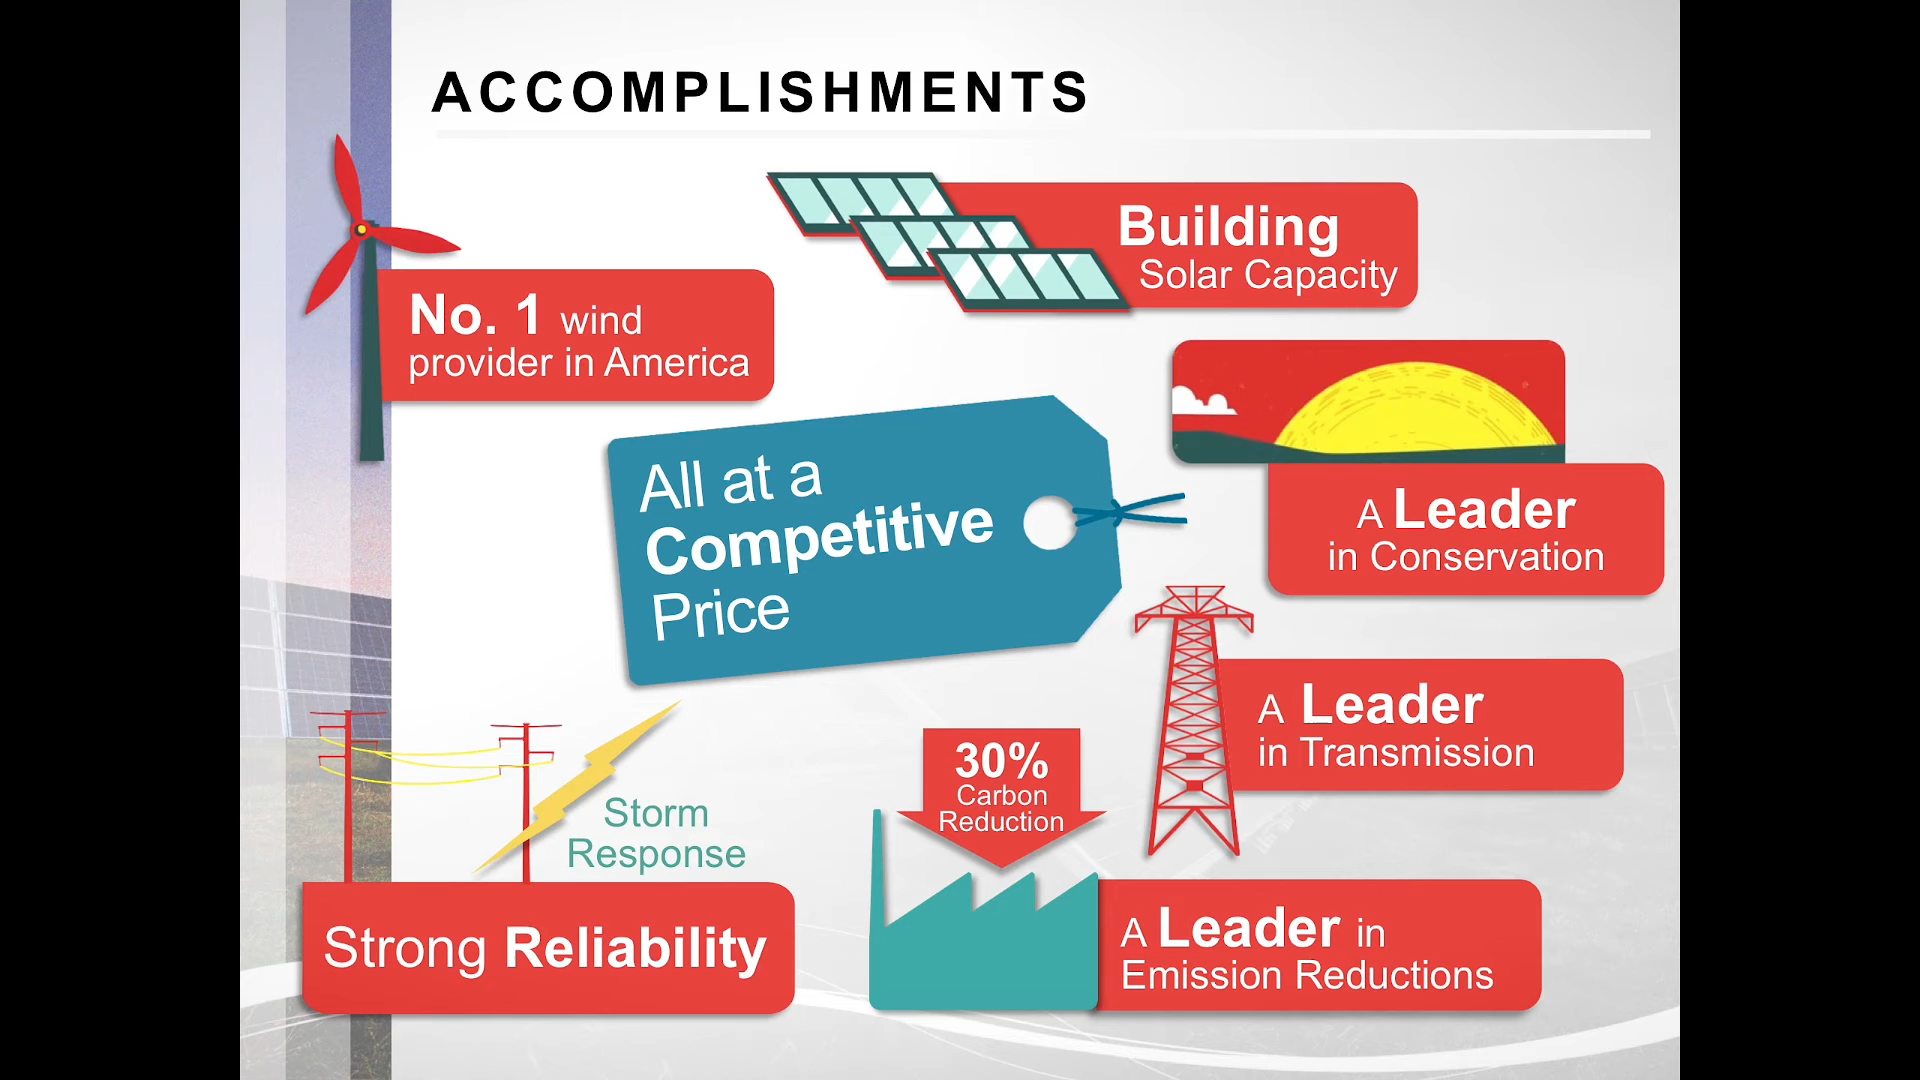 ACCOMPLISHMENTS
Building
Solar Capacity
No. 1 wind
provider in America
All at a
Competitive
Price
A Leader
in Conservation
A Leader
in Transmission
30%
Carbon
Reduction
Storm
Response
Strong Reliability
A Leader in
Emission Reductions